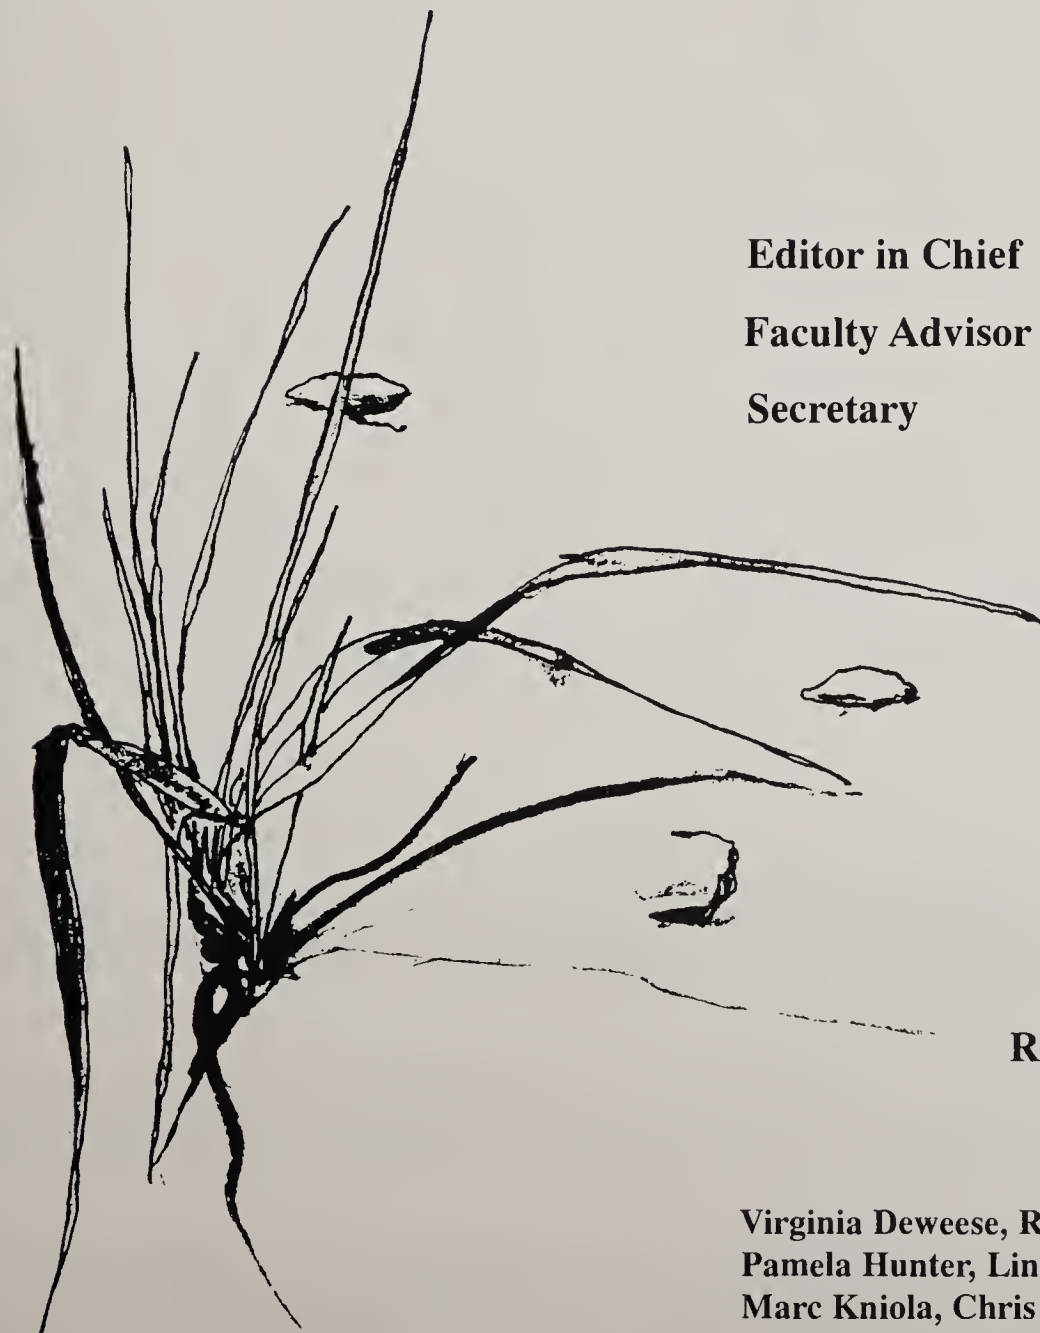 Editor in Chief
Faculty Advisor
Secretary
R
Virginia Deweese, R
Pamela Hunter, Lin
Marc Kniola, Chris